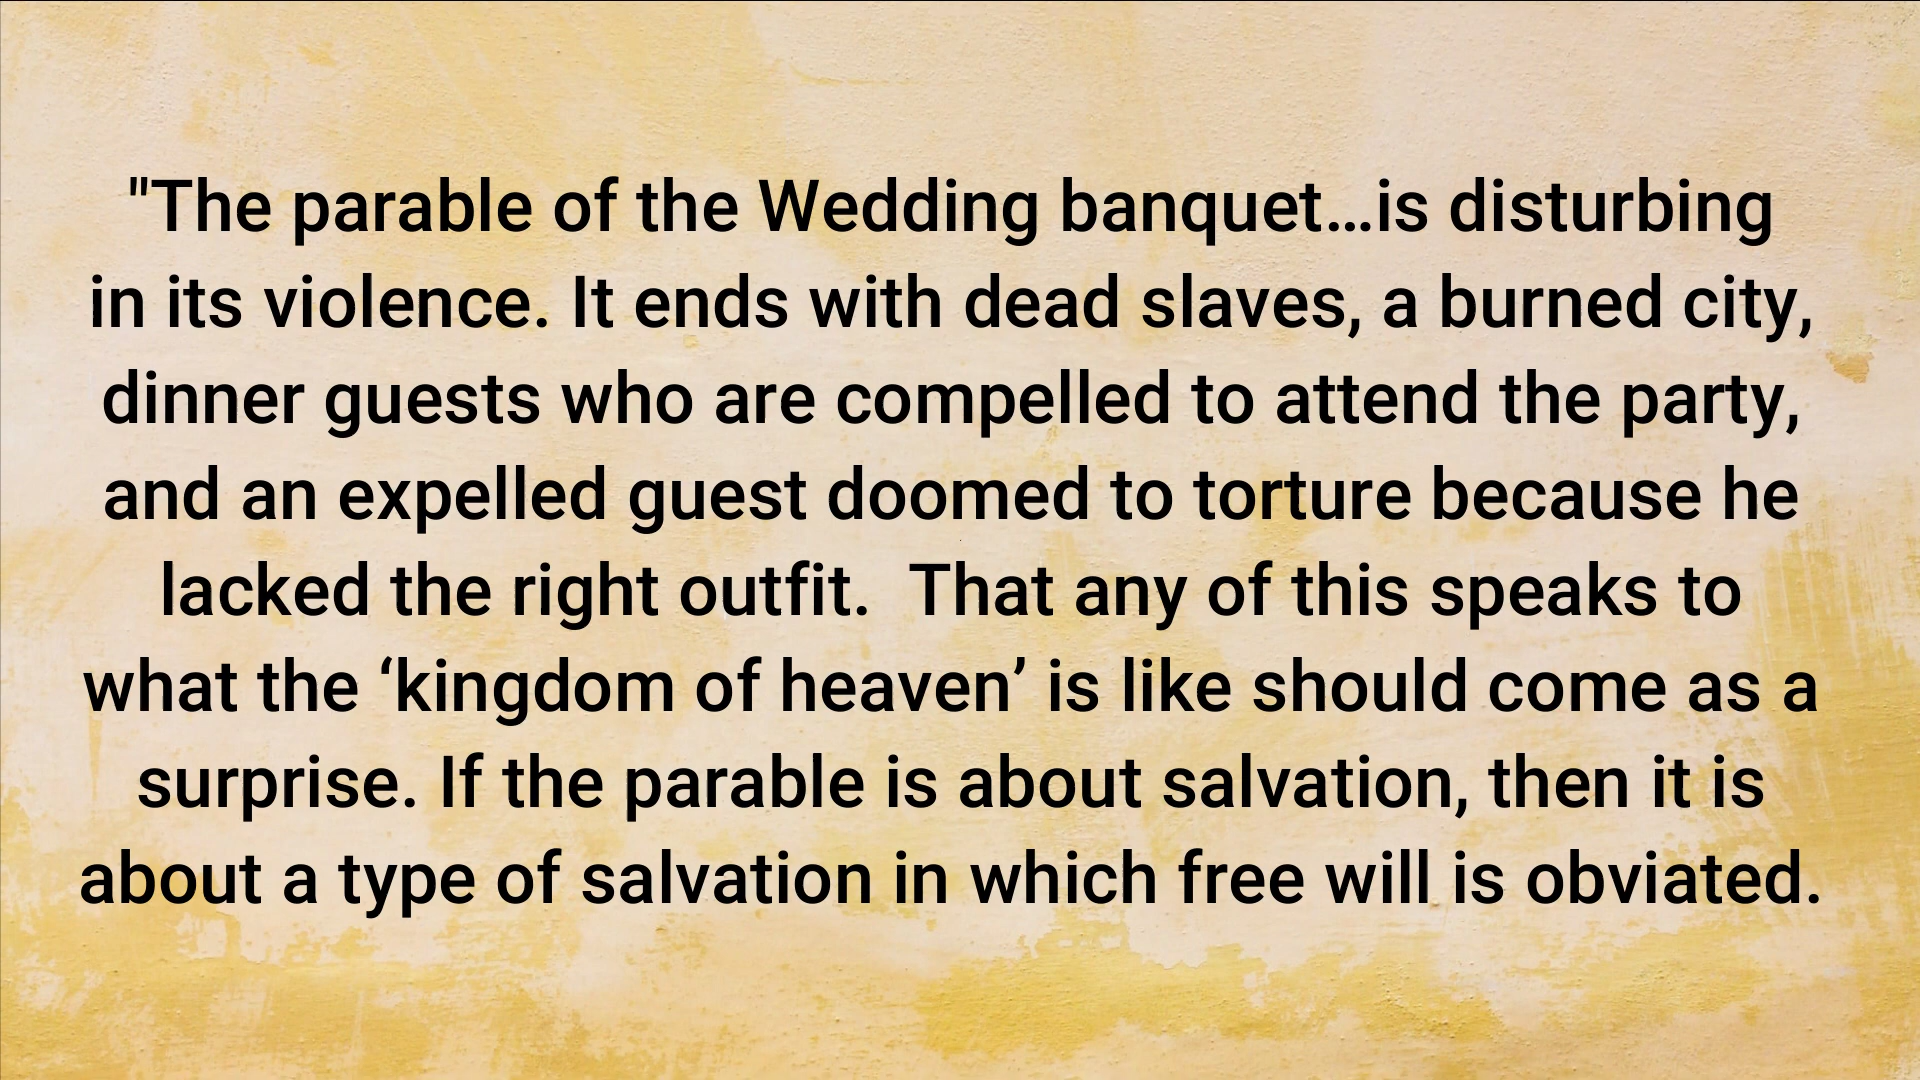 "The parable of the Wedding banquet…is disturbing
in its violence. It ends with dead slaves, a burned city,
dinner guests who are compelled to attend the party,
and an expelled guest doomed to torture because he
lacked the right outfit.  That any of this speaks to
what the ‘kingdom of heaven’ is like should come as a
surprise. If the parable is about salvation, then it is
about a type of salvation in which free will is obviated.